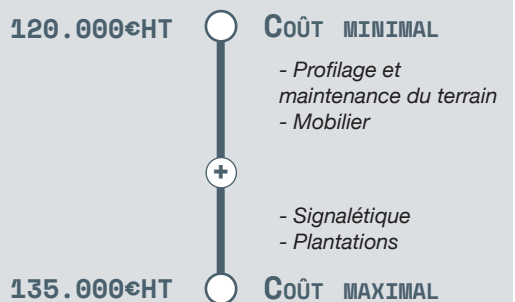 120.000€HT COÛT MINIMAL
- Profilage et
maintenance du terrain
- Mobilier
+
- Signalétique
- Plantations
135.000€HT COÛT MAXIMAL